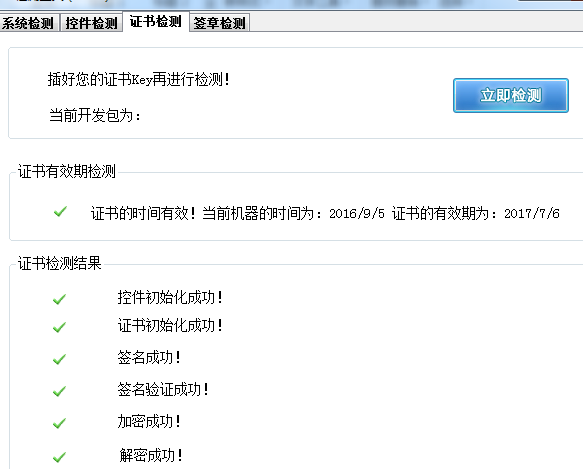 系统检测 控件检测 证书检测 签章检测
插好您的证书Key再进行检测!
立即检测
当前开发包为:
证书有效期检测
证书的时间有效!当前机器的时间为:2016/9/5 证书的有效期为:2017/7/6
证书检测结果
控件初始化成功!
证书初始化成功!
签名成功!
签名验证成功!
加密成功!
解密成功!